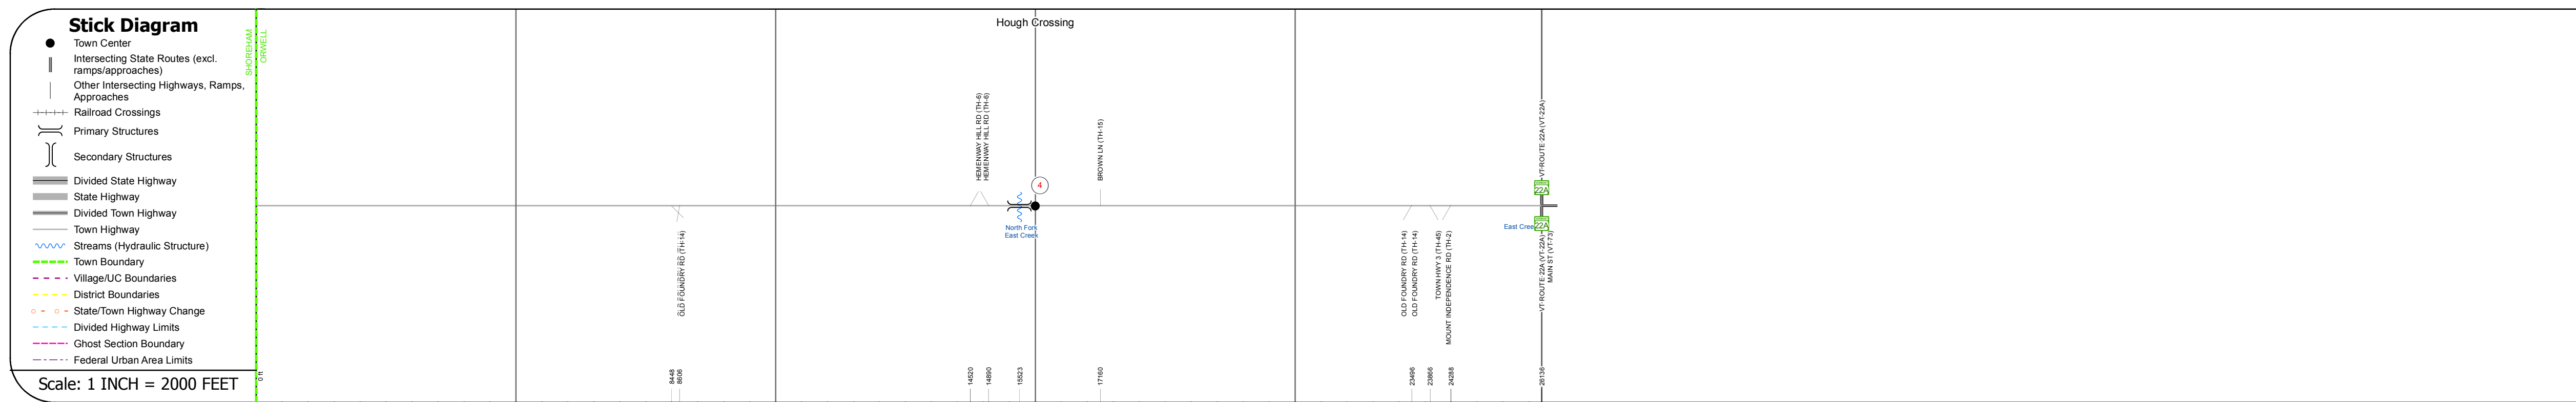 Stick Diagram
Town Center
Intersecting State Routes (excl.
ramps/approaches)
Other Intersecting Highways, Ramps,
Approaches
Railroad Crossings
Primary Structures
Secondary Structures
Divided State Highway
State Highway
Divided Town Highway
Town Highway
Streams (Hydraulic Structure)
Town Boundary
Village/UC Boundaries
District Boundaries
State/Town Highway Change
Divided Highway Limits
Ghost Section Boundary
Federal Urban Area Limits
Scale: 1 INCH = 2000 FEET
SHOREHAM
ORWELL
Hough Crossing
HEMENWAY HILL RD (TH-6)
HEMENWAY HILL RD (TH-6)
BROWN LN (TH-15)
VT-ROUTE-22A (VT-22A)
4
22A
22A
North Fork
East Creek
East Cree
OLD FOUNDRY RD (TH-14)
OLD FOUNDRY RD (TH-14)
OLD FOUNDRY RD (TH-14)
TOWN HWY 3 (TH-45)
MOUNT INDEPENDENCE RD (TH-2)
VT-ROUTE-22A (VT-22A)
MAIN ST (VT-73)
0 ft
8448
8606
14520
14890
15523
17160
23496
23866
24288
26136